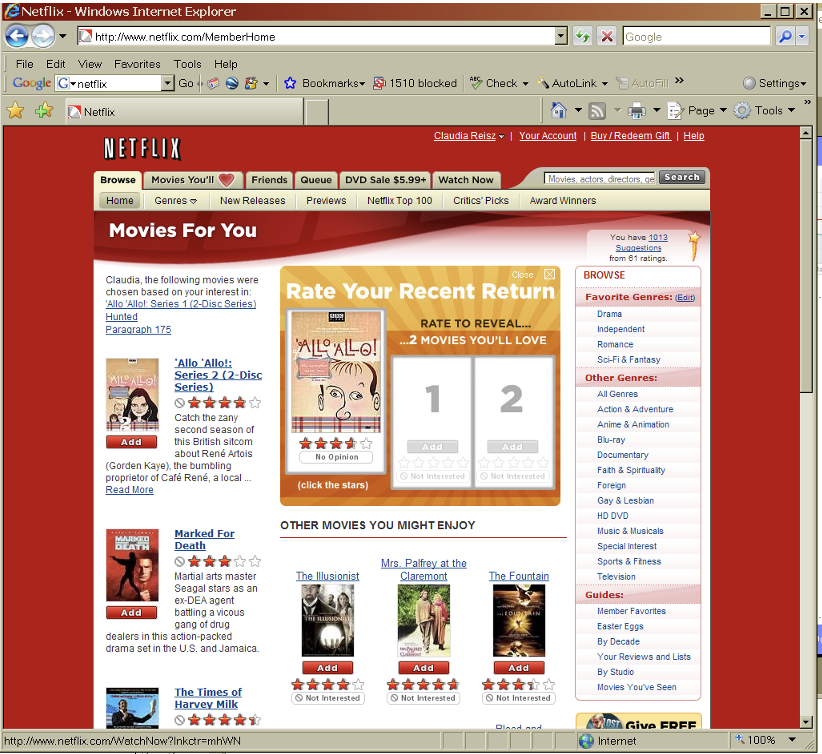 Netflix - Windows Internet Explorer
http://www.netflix.com/MemberHome
Google
File Edit View Favorites Tools Help
Google G netflix Go Bookmarks 1510 blocked Check AutoLink AutoFill » Settings
Netflix
Page Tools »
NETFLIX
Claudia Reisz | Your Account | Buy/Redeem Gift | Help
Browse Movies You'll Friends Queue DVD Sale $5.99+ Watch Now
Movies, actors, directors, ge Search
Home Genres New Releases Previews Netflix Top 100 Critics' Picks Award Winners
Movies For You
You have 1013
Suggestions
from 61 ratings.
Claudia, the following movies were
chosen based on your interest in:
'Allo 'Allo!: Series 1 (2-Disc Series)
Hunted
Paragraph 175
'Allo 'Allo!:
Series 2 (2-Disc
Series)
'ALLO 'ALLO!
2
Add
Catch the zany
second season of
this British sitcom
about René Artois
(Gorden Kaye), the bumbling
proprietor of Café René, a local ...
Read More
Marked For
Death
MARKED
FOR
DEATH
Add
Martial arts master
Seagal stars as an
ex-DEA agent
battling a vicious
gang of drug
dealers in this action-packed
drama set in the U.S. and Jamaica.
The Times of
Harvey Milk
Close
Rate Your Recent Return
BBC
'ALLO 'ALLO!
No Opinion
(click the stars)
RATE TO REVEAL...
...2 MOVIES YOU'LL LOVE
1 2
Add Add
Not Interested Not Interested
OTHER MOVIES YOU MIGHT ENJOY
The Illusionist
THE ILLUSIONIST
Add
Not Interested
Mrs. Palfrey at the
Claremont
Add
Not Interested
The Fountain
THE FOUNTAIN
Add
Not Interested
BROWSE
Favorite Genres: (Edit)
Drama
Independent
Romance
Sci-Fi & Fantasy
Other Genres:
All Genres
Action & Adventure
Anime & Animation
Blu-ray
Documentary
Faith & Spirituality
Foreign
Gay & Lesbian
HD DVD
Music & Musicals
Special Interest
Sports & Fitness
Television
Guides:
Member Favorites
Easter Eggs
By Decade
Your Reviews and Lists
By Studio
Movies You've Seen
LOST
Give FREE
http://www.netflix.com/WatchNow?lnkctr=mhWN
Internet
100%